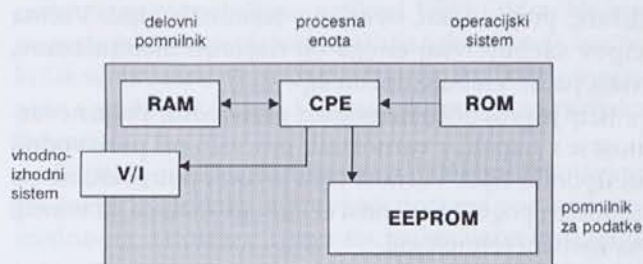 delovni
pomnilnik
procesna
enota
operacijski
sistem
RAM
CPE
ROM
vhodno-
izhodni
sistem
V/I
EEPROM
pomnilnik
za podatke